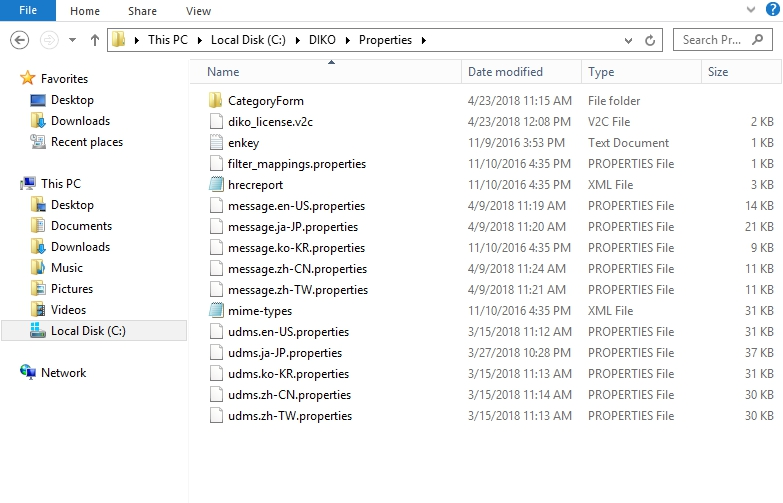 File Home Share View
This PC Local Disk (C:) DIKO Properties Search Pr...
Favorites
Desktop
Downloads
Recent places
This PC
Desktop
Documents
Downloads
Music
Pictures
Videos
Local Disk (C:)
Network
Name Date modified Type Size
CategoryForm 4/23/2018 11:15 AM File folder
diko_license.v2c 4/23/2018 12:08 PM V2C File 2 KB
enkey 11/9/2016 3:53 PM Text Document 1 KB
filter_mappings.properties 11/10/2016 4:35 PM PROPERTIES File 1 KB
hrecreport 11/10/2016 4:35 PM XML File 3 KB
message.en-US.properties 4/9/2018 11:19 AM PROPERTIES File 14 KB
message.ja-JP.properties 4/9/2018 11:20 AM PROPERTIES File 21 KB
message.ko-KR.properties 11/10/2016 4:35 PM PROPERTIES File 9 KB
message.zh-CN.properties 4/9/2018 11:24 AM PROPERTIES File 11 KB
message.zh-TW.properties 4/9/2018 11:21 AM PROPERTIES File 11 KB
mime-types 11/10/2016 4:35 PM XML File 31 KB
udms.en-US.properties 3/15/2018 11:12 AM PROPERTIES File 31 KB
udms.ja-JP.properties 3/27/2018 10:28 PM PROPERTIES File 37 KB
udms.ko-KR.properties 3/15/2018 11:13 AM PROPERTIES File 31 KB
udms.zh-CN.properties 3/15/2018 11:14 AM PROPERTIES File 30 KB
udms.zh-TW.properties 3/15/2018 11:13 AM PROPERTIES File 30 KB